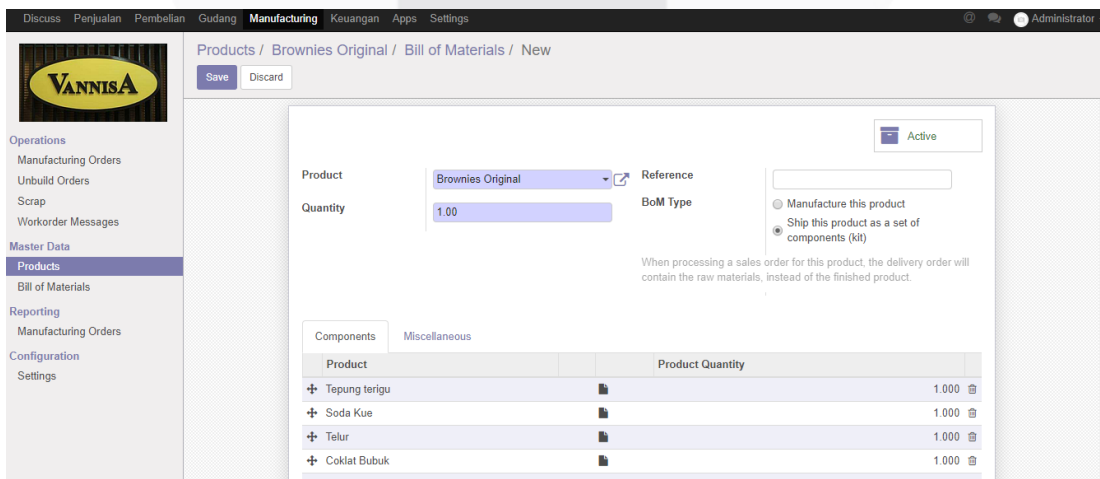 Discuss Penjualan Pembelian Gudang Manufacturing Keuangan Apps Settings @ Administrator
VANNISA
Products / Brownies Original / Bill of Materials / New
Save Discard
Operations
Manufacturing Orders
Unbuild Orders
Scrap
Workorder Messages
Master Data
Products
Bill of Materials
Reporting
Manufacturing Orders
Configuration
Settings
Active
Product Brownies Original
Quantity 1.00
Reference
BoM Type Manufacture this product
Ship this product as a set of
components (kit)
When processing a sales order for this product, the delivery order will
contain the raw materials, instead of the finished product.
Components Miscellaneous
Product Product Quantity
Tepung terigu 1.000
Soda Kue 1.000
Telur 1.000
Coklat Bubuk 1.000